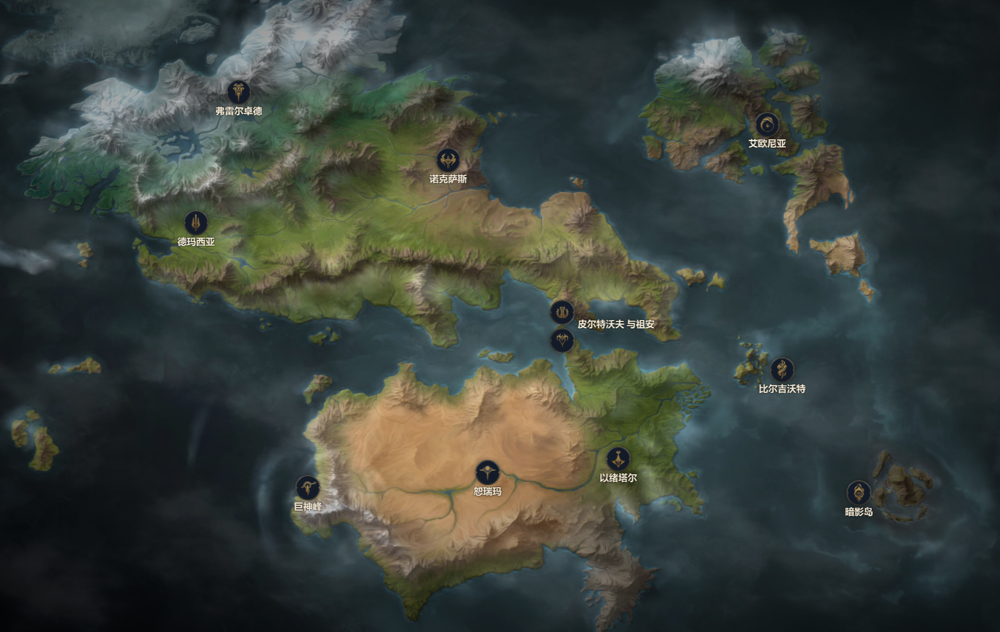 弗雷尔卓德
艾欧尼亚
诺克萨斯
德玛西亚
皮尔特沃夫 与祖安
比尔吉沃特
以绪塔尔
恕瑞玛
巨神峰
暗影岛